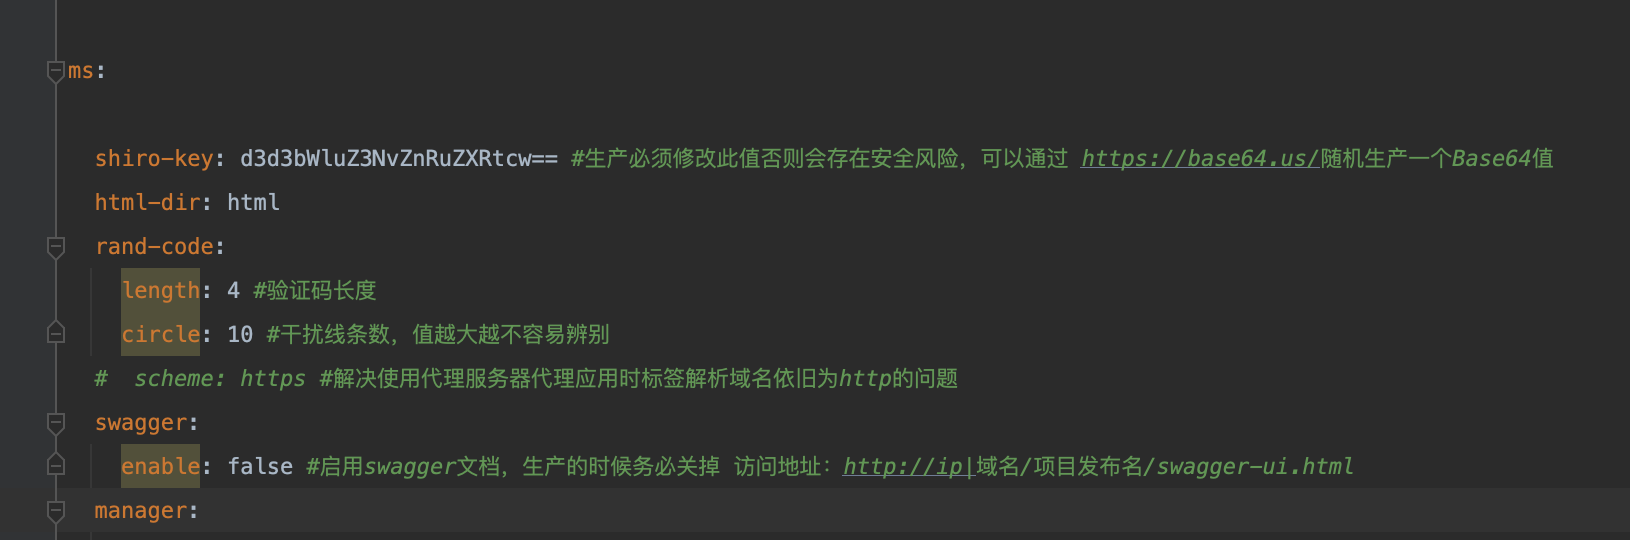 ms:
shiro-key: d3d3bWluZ3NvZnRuZXRtcw== #生产必须修改此值否则会存在安全风险，可以通过 https://base64.us/随机生产一个Base64值
html-dir: html
rand-code:
length: 4 #验证码长度
circle: 10 #干扰线条数，值越大越不容易辨别
#  scheme: https #解决使用代理服务器代理应用时标签解析域名依旧为http的问题
swagger:
enable: false #启用swagger文档，生产的时候务必关掉 访问地址：http://ip|域名/项目发布名/swagger-ui.html
manager: